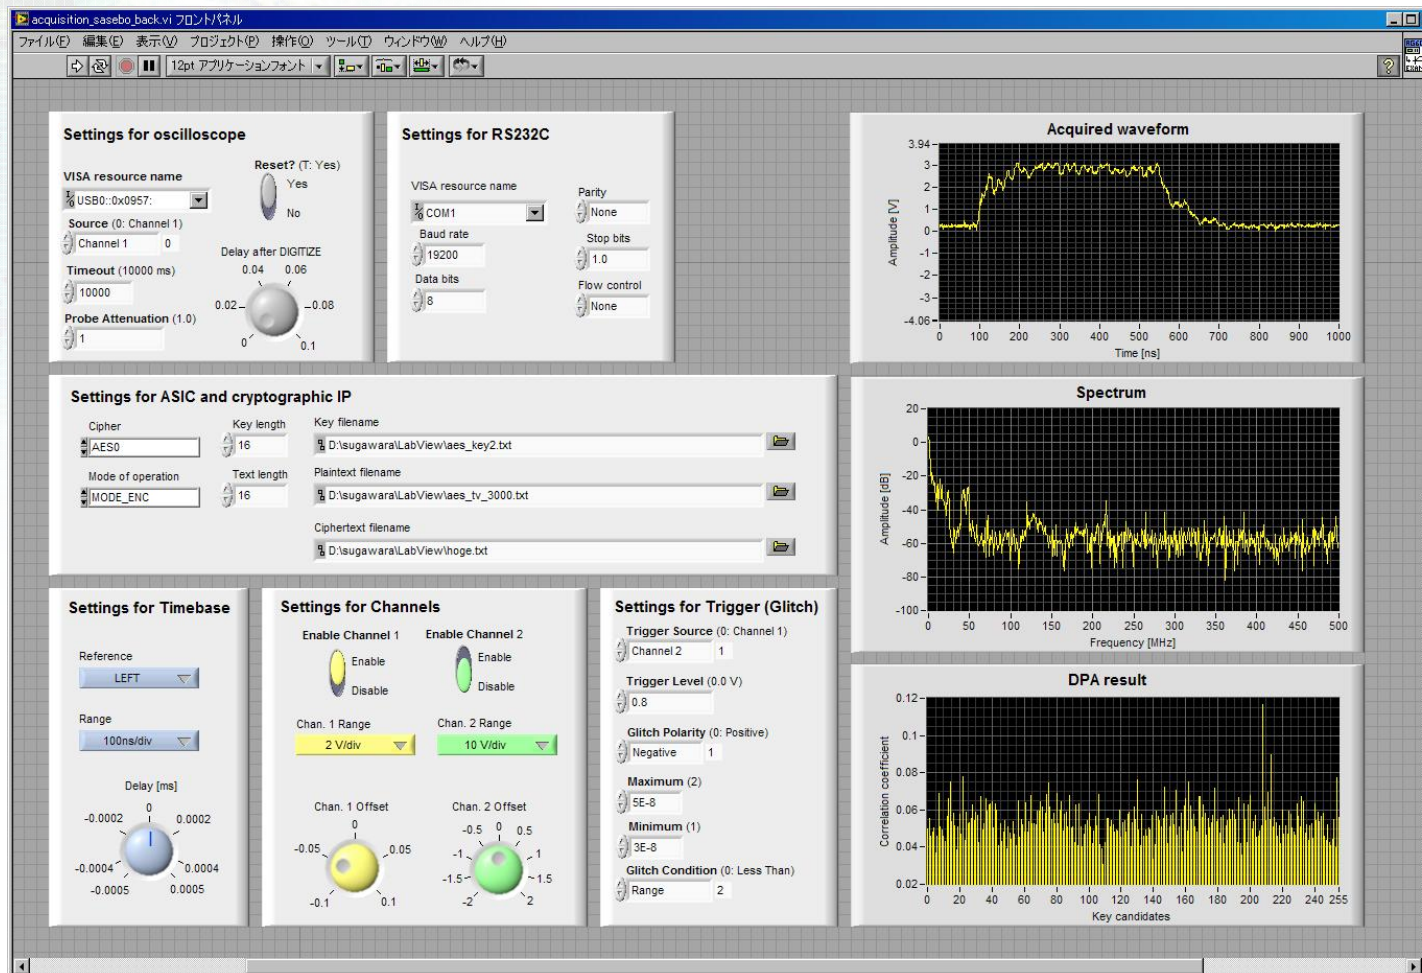 acquisition_sasebo_back.vi フロントパネル
ファイル(F) 編集(E) 表示(V) プロジェクト(P) 操作(O) ツール(T) ウィンドウ(W) ヘルプ(H)
12pt アプリケーションフォント
Settings for oscilloscope
Reset? (T: Yes)
Yes
No
VISA resource name
USB0::0x0957:
Source (0: Channel 1)
Channel 1 0
Timeout (10000 ms)
10000
Probe Attenuation (1.0)
1
Delay after DIGITIZE
0.04 0.06
0.02 0.08
0 0.1
Settings for RS232C
VISA resource name
COM1
Baud rate
19200
Data bits
8
Parity
None
Stop bits
1.0
Flow control
None
Settings for ASIC and cryptographic IP
Cipher
AES0
Mode of operation
MODE_ENC
Key length
16
Text length
16
Key filename
D:\sugawara\LabView\aes_key2.txt
Plaintext filename
D:\sugawara\LabView\aes_tv_3000.txt
Ciphertext filename
D:\sugawara\LabView\hoge.txt
Settings for Timebase
Reference
LEFT
Range
100ns/div
Delay [ms]
0
-0.0002 0.0002
-0.0004 0.0004
-0.0005 0.0005
Settings for Channels
Enable Channel 1
Enable
Disable
Enable Channel 2
Enable
Disable
Chan. 1 Range
2 V/div
Chan. 2 Range
10 V/div
Chan. 1 Offset
0
-0.05 0.05
-0.1 0.1
Chan. 2 Offset
-0.5 0 0.5
-1 1
-1.5 1.5
-2 2
Settings for Trigger (Glitch)
Trigger Source (0: Channel 1)
Channel 2 1
Trigger Level (0.0 V)
0.8
Glitch Polarity (0: Positive)
Negative 1
Maximum (2)
5E-8
Minimum (1)
3E-8
Glitch Condition (0: Less Than)
Range 2
Acquired waveform
Amplitude [V]
3.94
3
2
1
0
-1
-2
-3
-4.06
0 100 200 300 400 500 600 700 800 900 1000
Time [ns]
Spectrum
Amplitude [dB]
20
0
-20
-40
-60
-80
-100
0 50 100 150 200 250 300 350 400 450 500
Frequency [MHz]
DPA result
Correlation coefficient
0.12
0.1
0.08
0.06
0.04
0.02
0 20 40 60 80 100 120 140 160 180 200 220 240 255
Key candidates